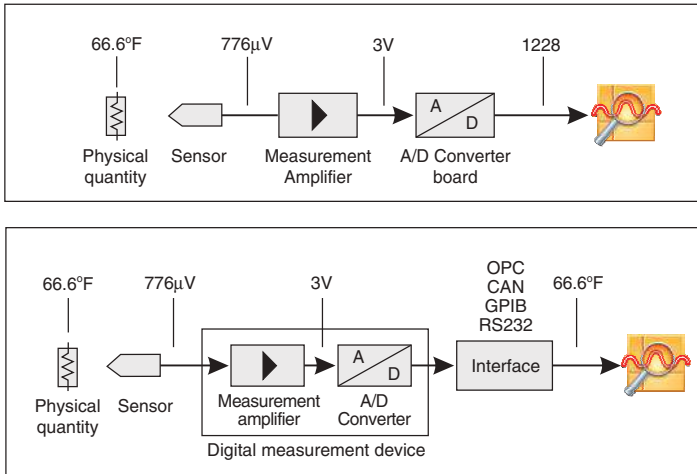 66.6°F 776μV 3V 1228
A
D
Physical quantity
Sensor
Measurement Amplifier
A/D Converter board
66.6°F 776μV 3V
OPC
CAN
GPIB
RS232
66.6°F
A
D
Interface
Physical quantity
Sensor
Measurement amplifier
A/D Converter
Digital measurement device